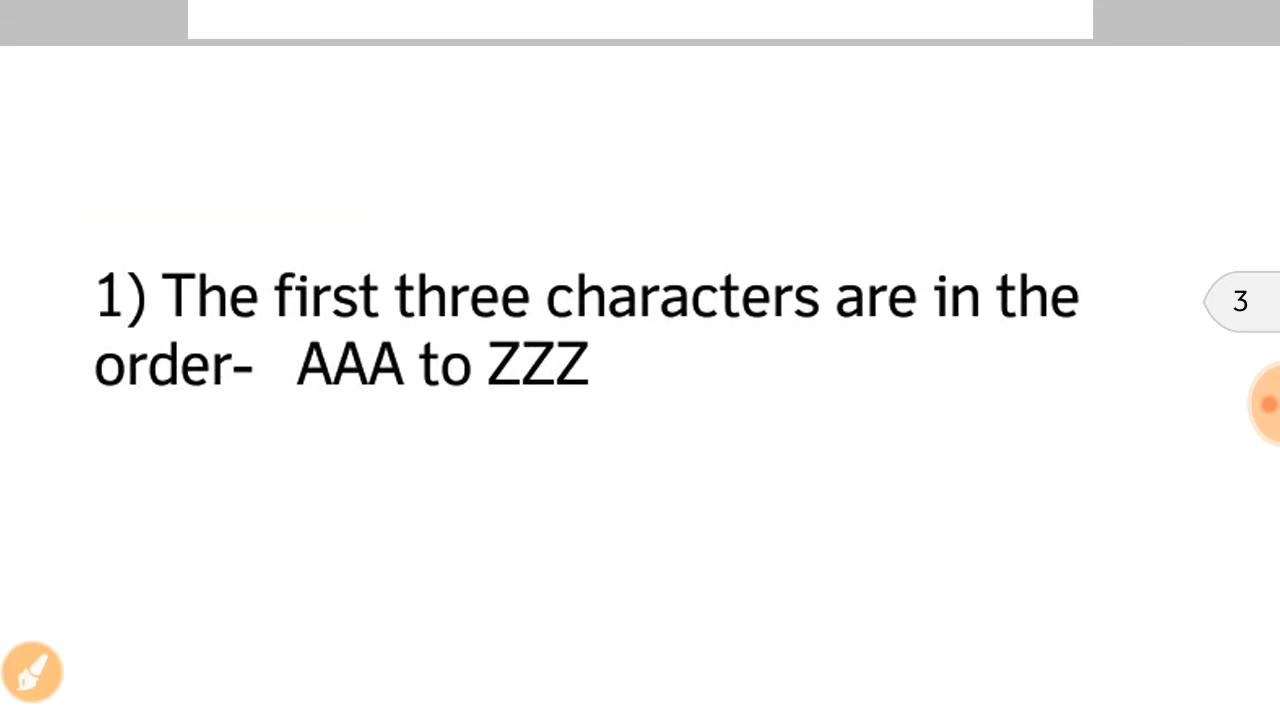 1) The first three characters are in the
order-   AAA to ZZZ
3